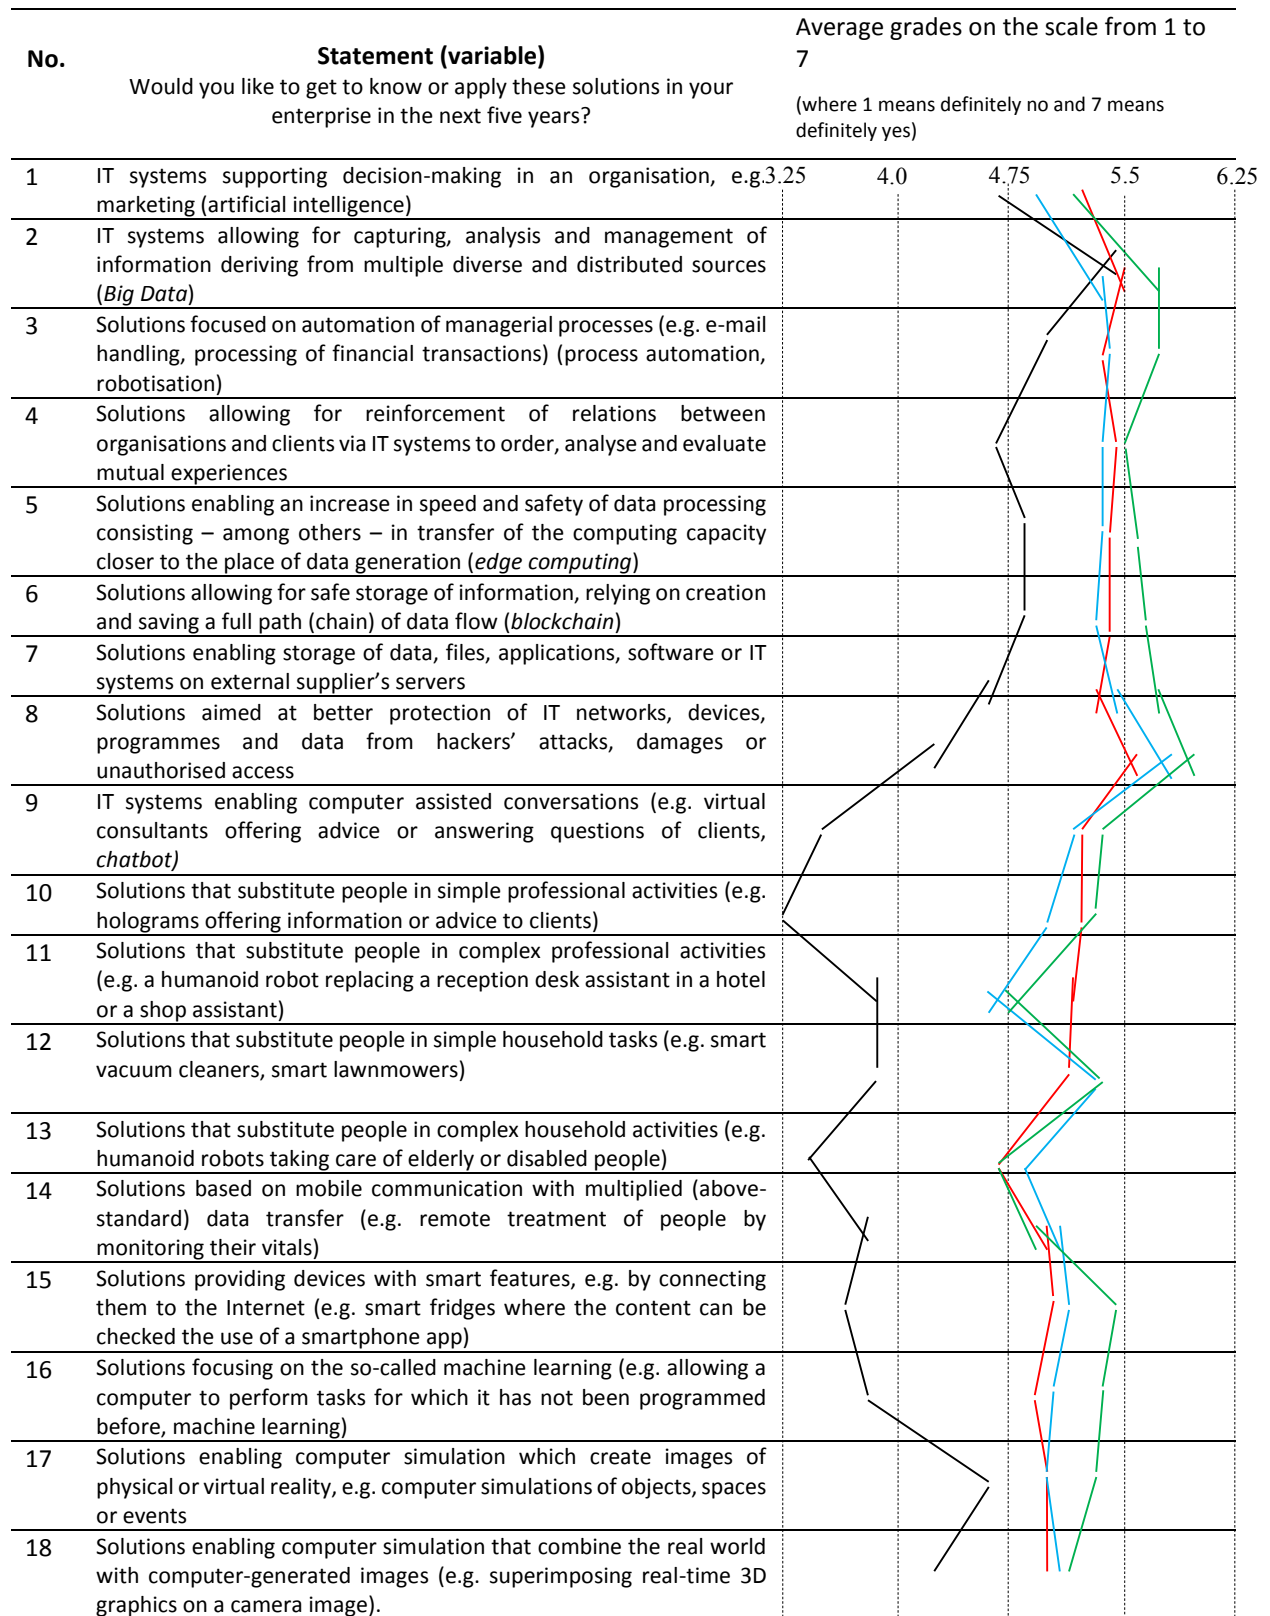 No.
Statement (variable)
Would you like to get to know or apply these solutions in your
enterprise in the next five years?
Average grades on the scale from 1 to
7
(where 1 means definitely no and 7 means
definitely yes)
1 IT systems supporting decision-making in an organisation, e.g.
marketing (artificial intelligence)
3.25 4.0 4.75 5.5 6.25
2 IT systems allowing for capturing, analysis and management of
information deriving from multiple diverse and distributed sources
(Big Data)
3 Solutions focused on automation of managerial processes (e.g. e-mail
handling, processing of financial transactions) (process automation,
robotisation)
4 Solutions allowing for reinforcement of relations between
organisations and clients via IT systems to order, analyse and evaluate
mutual experiences
5 Solutions enabling an increase in speed and safety of data processing
consisting – among others – in transfer of the computing capacity
closer to the place of data generation (edge computing)
6 Solutions allowing for safe storage of information, relying on creation
and saving a full path (chain) of data flow (blockchain)
7 Solutions enabling storage of data, files, applications, software or IT
systems on external supplier's servers
8 Solutions aimed at better protection of IT networks, devices,
programmes and data from hackers' attacks, damages or
unauthorised access
9 IT systems enabling computer assisted conversations (e.g. virtual
consultants offering advice or answering questions of clients,
chatbot)
10 Solutions that substitute people in simple professional activities (e.g.
holograms offering information or advice to clients)
11 Solutions that substitute people in complex professional activities
(e.g. a humanoid robot replacing a reception desk assistant in a hotel
or a shop assistant)
12 Solutions that substitute people in simple household tasks (e.g. smart
vacuum cleaners, smart lawnmowers)
13 Solutions that substitute people in complex household activities (e.g.
humanoid robots taking care of elderly or disabled people)
14 Solutions based on mobile communication with multiplied (above-
standard) data transfer (e.g. remote treatment of people by
monitoring their vitals)
15 Solutions providing devices with smart features, e.g. by connecting
them to the Internet (e.g. smart fridges where the content can be
checked the use of a smartphone app)
16 Solutions focusing on the so-called machine learning (e.g. allowing a
computer to perform tasks for which it has not been programmed
before, machine learning)
17 Solutions enabling computer simulation which create images of
physical or virtual reality, e.g. computer simulations of objects, spaces
or events
18 Solutions enabling computer simulation that combine the real world
with computer-generated images (e.g. superimposing real-time 3D
graphics on a camera image).